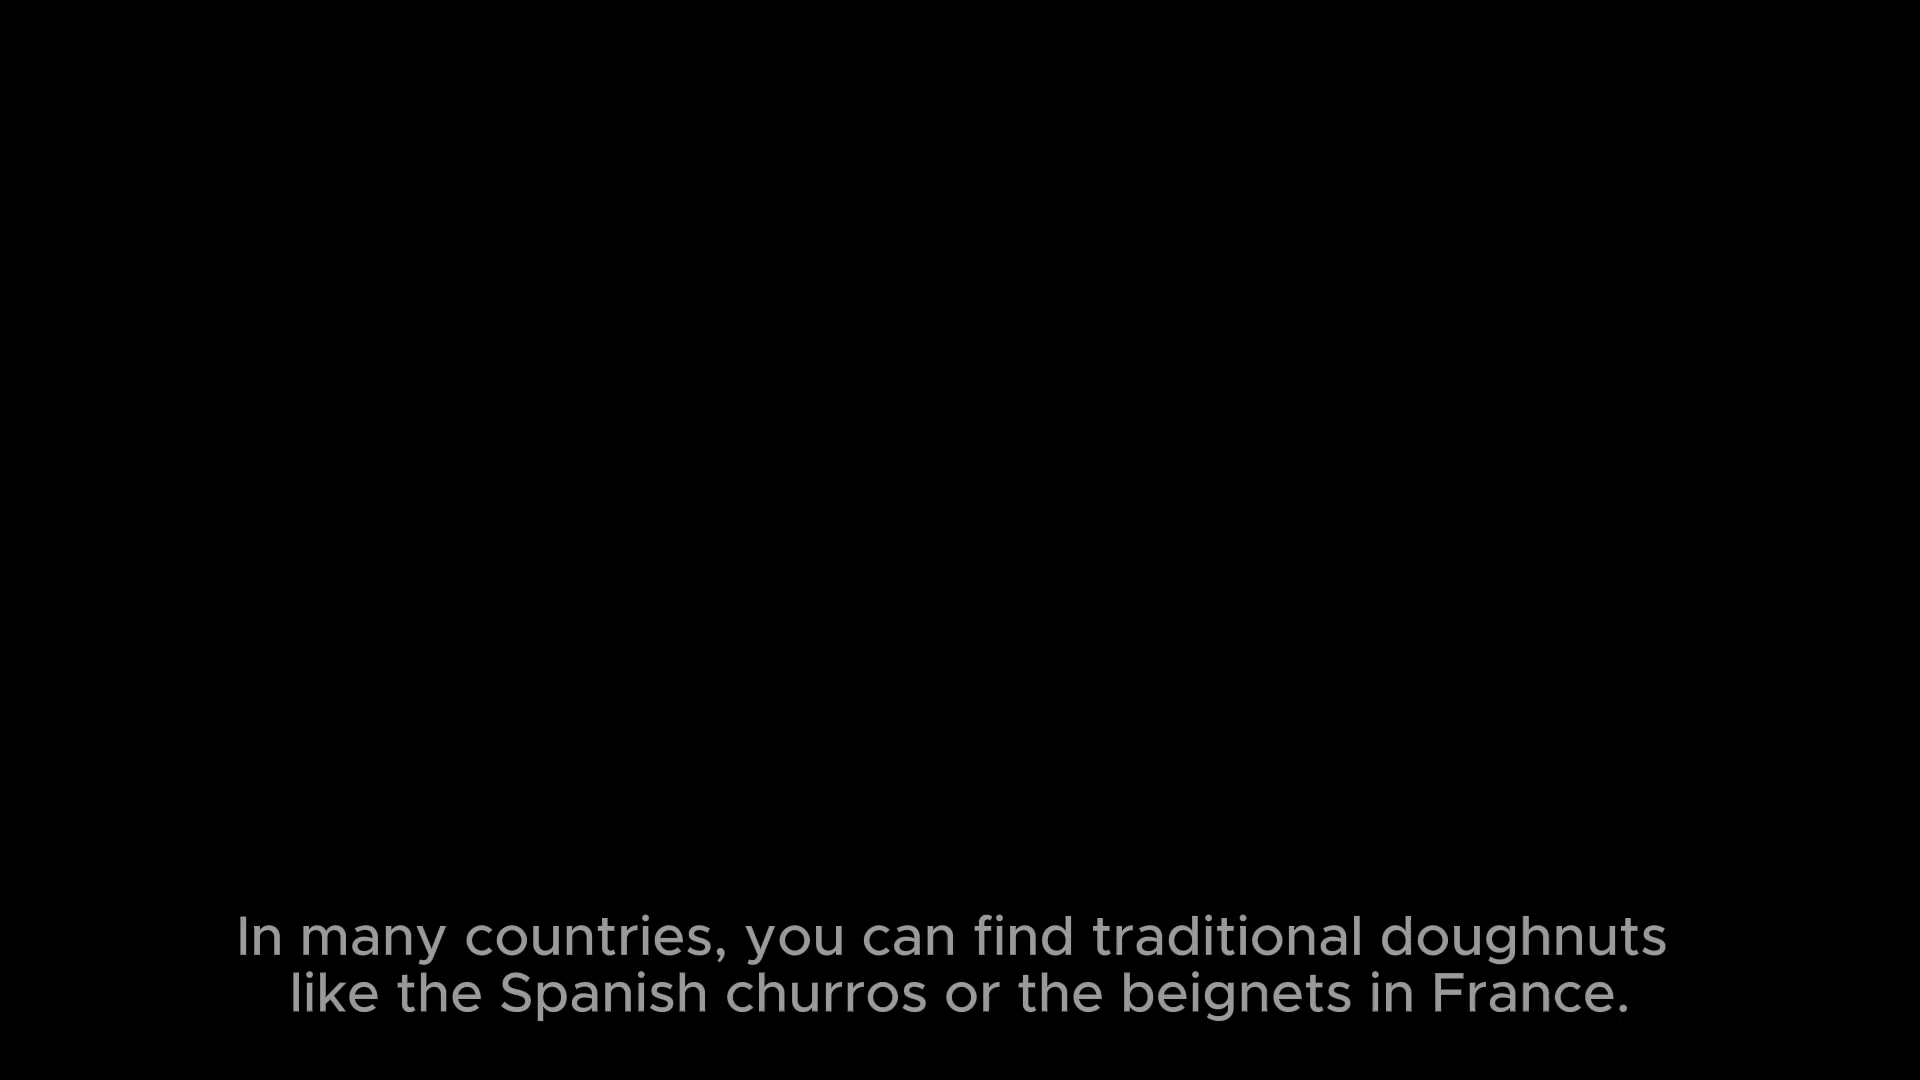 In many countries, you can find traditional doughnuts
like the Spanish churros or the beignets in France.